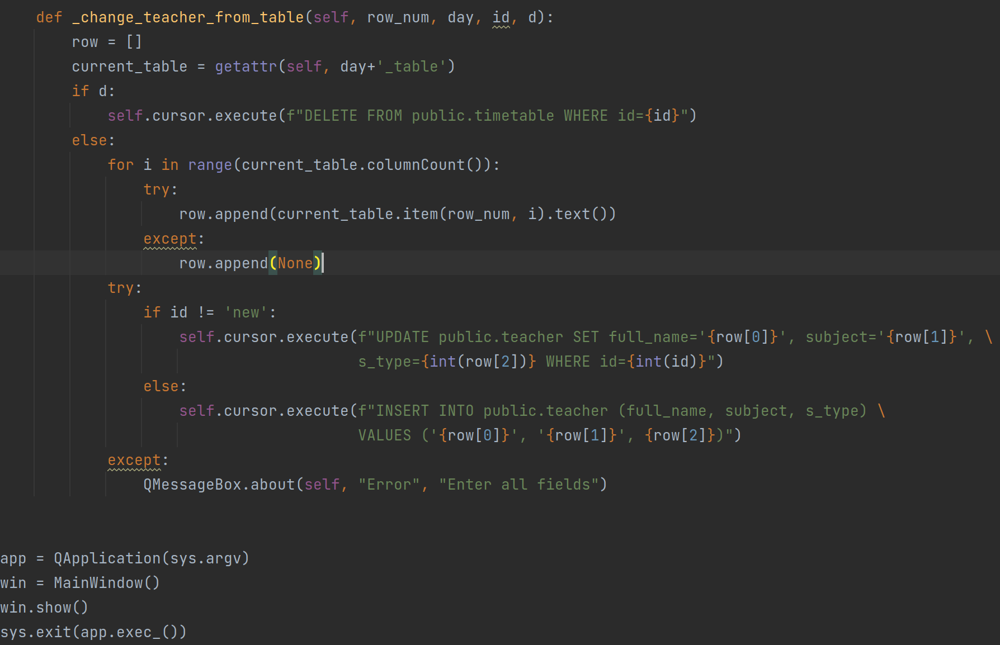 def _change_teacher_from_table(self, row_num, day, id, d):
row = []
current_table = getattr(self, day+'_table')
if d:
self.cursor.execute(f"DELETE FROM public.timetable WHERE id={id}")
else:
for i in range(current_table.columnCount()):
try:
row.append(current_table.item(row_num, i).text())
except:
row.append(None)
try:
if id != 'new':
self.cursor.execute(f"UPDATE public.teacher SET full_name='{row[0]}', subject='{row[1]}', \
s_type={int(row[2])} WHERE id={int(id)}")
else:
self.cursor.execute(f"INSERT INTO public.teacher (full_name, subject, s_type) \
VALUES ('{row[0]}', '{row[1]}', {row[2]})")
except:
QMessageBox.about(self, "Error", "Enter all fields")
app = QApplication(sys.argv)
win = MainWindow()
win.show()
sys.exit(app.exec_())